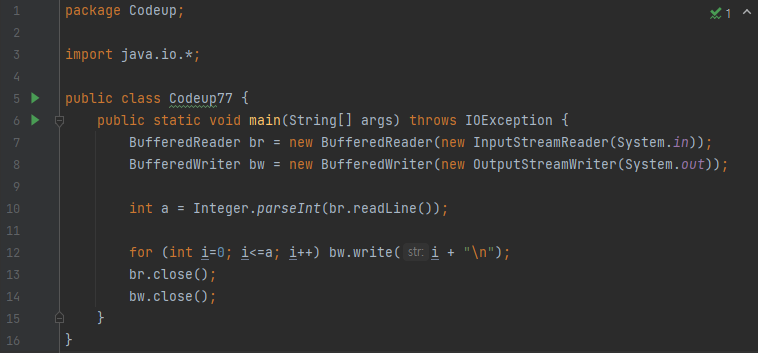 1 package Codeup;
2
3 import java.io.*;
4
5 public class Codeup77 {
6 public static void main(String[] args) throws IOException {
7 BufferedReader br = new BufferedReader(new InputStreamReader(System.in));
8 BufferedWriter bw = new BufferedWriter(new OutputStreamWriter(System.out));
9
10 int a = Integer.parseInt(br.readLine());
11
12 for (int i=0; i<=a; i++) bw.write( str: i + "\n");
13 br.close();
14 bw.close();
15 }
16 }
1